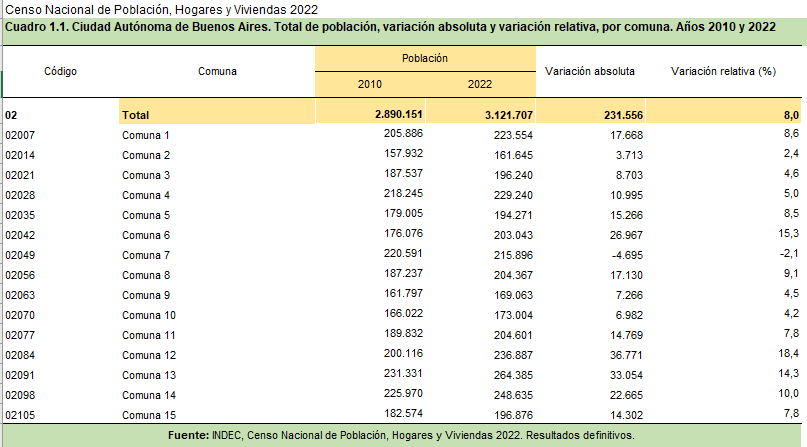 Censo Nacional de Población, Hogares y Viviendas 2022
Cuadro 1.1. Ciudad Autónoma de Buenos Aires. Total de población, variación absoluta y variación relativa, por comuna. Años 2010 y 2022
Código Comuna Población Variación absoluta Variación relativa (%)
2010 2022
02 Total 2.890.151 3.121.707 231.556 8,0
02007 Comuna 1 205.886 223.554 17.668 8,6
02014 Comuna 2 157.932 161.645 3.713 2,4
02021 Comuna 3 187.537 196.240 8.703 4,6
02028 Comuna 4 218.245 229.240 10.995 5,0
02035 Comuna 5 179.005 194.271 15.266 8,5
02042 Comuna 6 176.076 203.043 26.967 15,3
02049 Comuna 7 220.591 215.896 -4.695 -2,1
02056 Comuna 8 187.237 204.367 17.130 9,1
02063 Comuna 9 161.797 169.063 7.266 4,5
02070 Comuna 10 166.022 173.004 6.982 4,2
02077 Comuna 11 189.832 204.601 14.769 7,8
02084 Comuna 12 200.116 236.887 36.771 18,4
02091 Comuna 13 231.331 264.385 33.054 14,3
02098 Comuna 14 225.970 248.635 22.665 10,0
02105 Comuna 15 182.574 196.876 14.302 7,8
Fuente: INDEC, Censo Nacional de Población, Hogares y Viviendas 2022. Resultados definitivos.